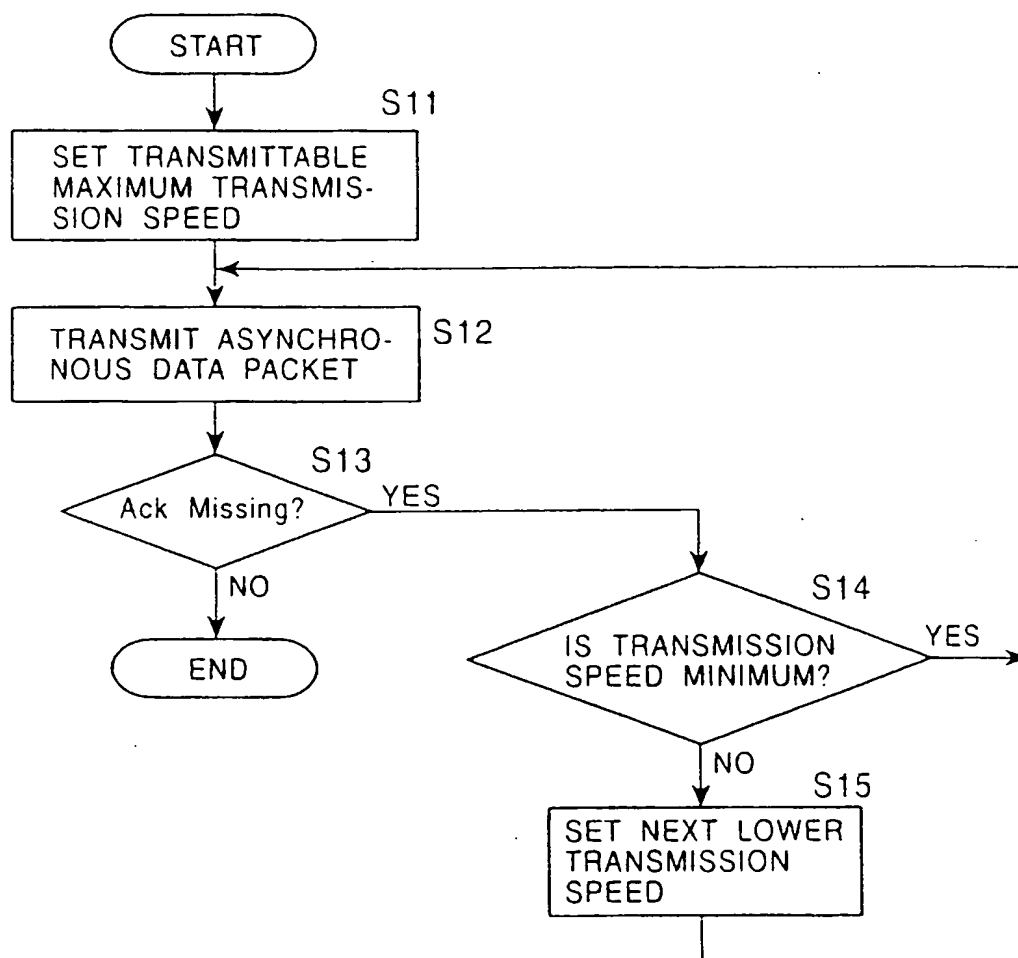 START
S11
SET TRANSMITTABLE
MAXIMUM TRANSMIS-
SION SPEED
TRANSMIT ASYNCHRO-
NOUS DATA PACKET
S12
S13
Ack Missing?
YES
NO
END
S14
IS TRANSMISSION
SPEED MINIMUM?
YES
NO
S15
SET NEXT LOWER
TRANSMISSION
SPEED